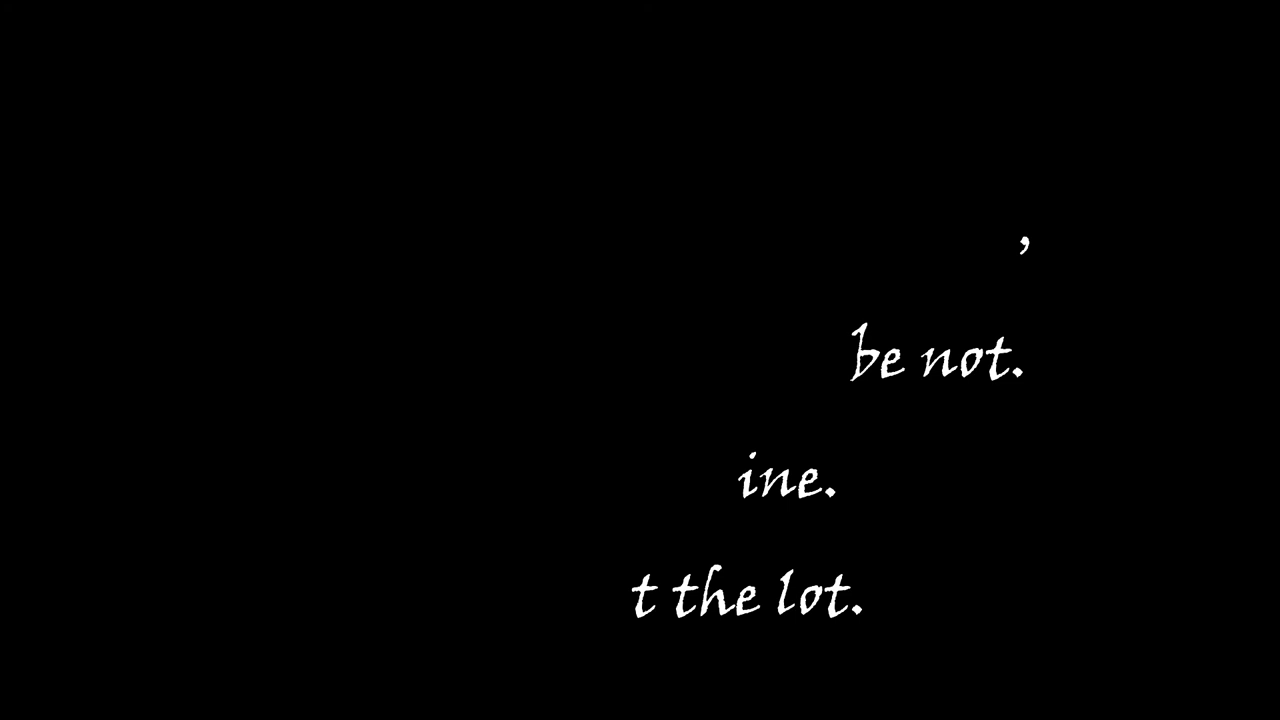 ,
be not.
ine.
t the lot.